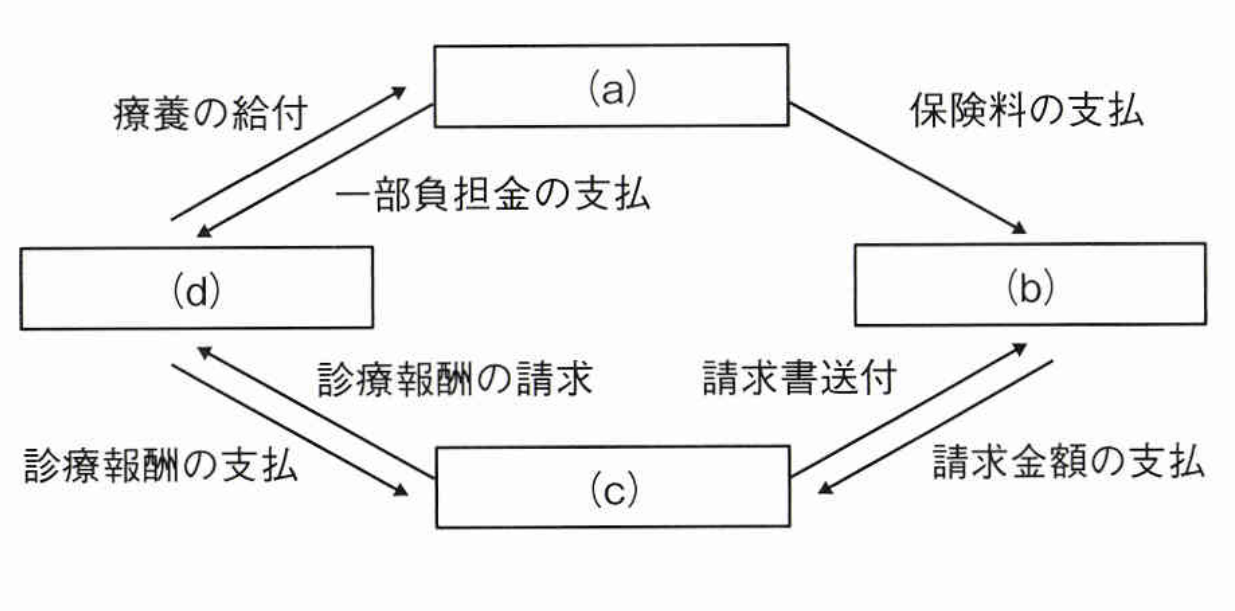 (a)
療養の給付
保険料の支払
一部負担金の支払
(d)
(b)
診療報酬の請求
請求書送付
診療報酬の支払
請求金額の支払
(c)